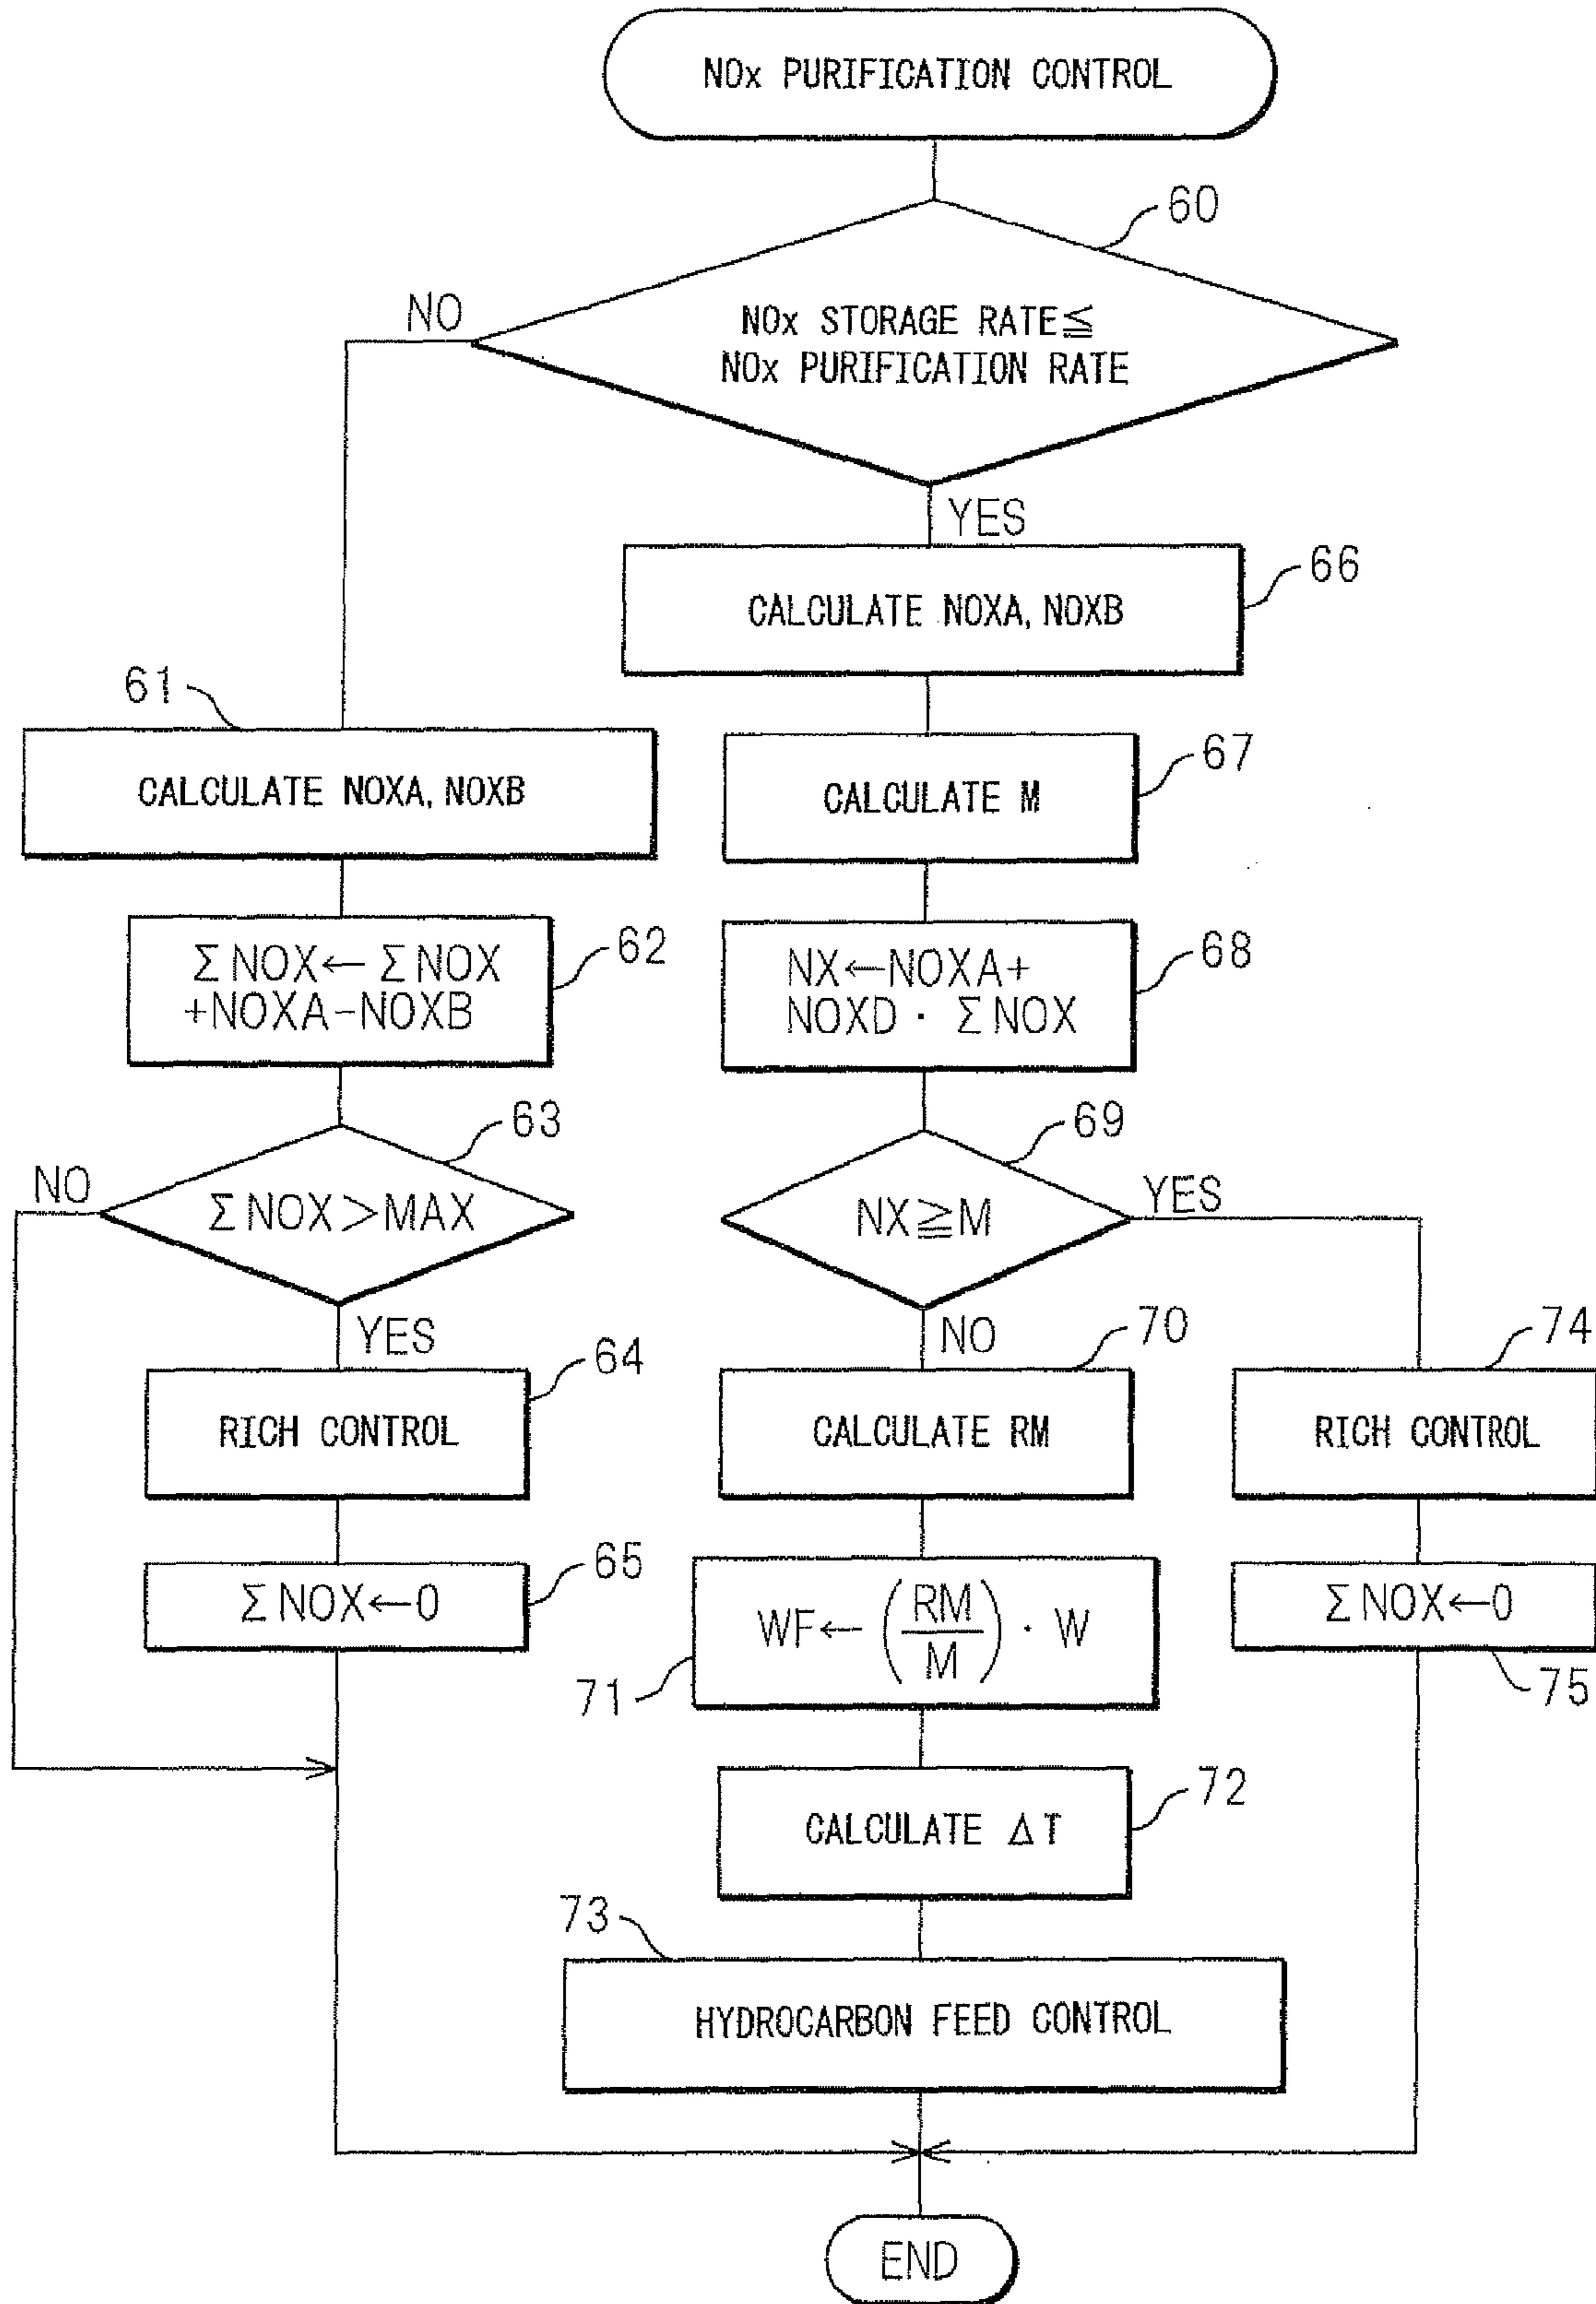 NOx PURIFICATION CONTROL
60
NOx STORAGE RATE≦
NOx PURIFICATION RATE
NO
YES
66
CALCULATE NOXA, NOXB
61
CALCULATE NOXA, NOXB
67
CALCULATE M
62
ΣNOX←ΣNOX
+NOXA-NOXB
68
NX←NOXA+
NOXD・ΣNOX
63
NO
ΣNOX>MAX
YES
69
NX≧M
YES
NO
64
RICH CONTROL
70
CALCULATE RM
74
RICH CONTROL
65
ΣNOX←0
WF←(RM/M)・W
71
ΣNOX←0
75
72
CALCULATE ΔT
73
HYDROCARBON FEED CONTROL
END